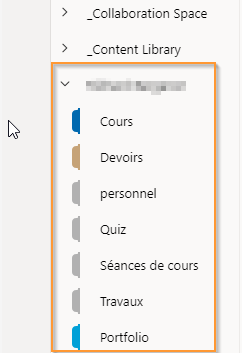 _Collaboration Space
_Content Library
Cours
Devoirs
personnel
Quiz
Séances de cours
Travaux
Portfolio